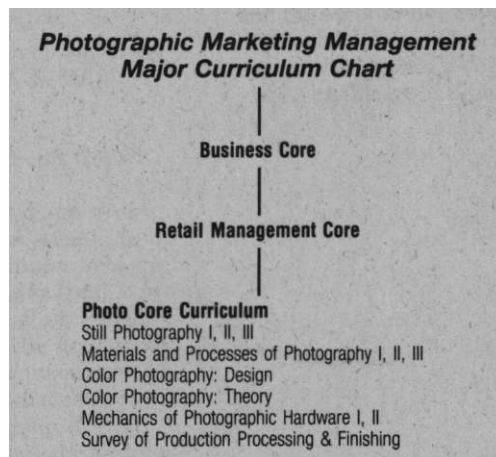 Photographic Marketing Management
Major Curriculum Chart
Business Core
Retail Management Core
Photo Core Curriculum
Still Photography I, II, III
Materials and Processes of Photography I, II, III
Color Photography: Design
Color Photography: Theory
Mechanics of Photographic Hardware I, II
Survey of Production Processing & Finishing